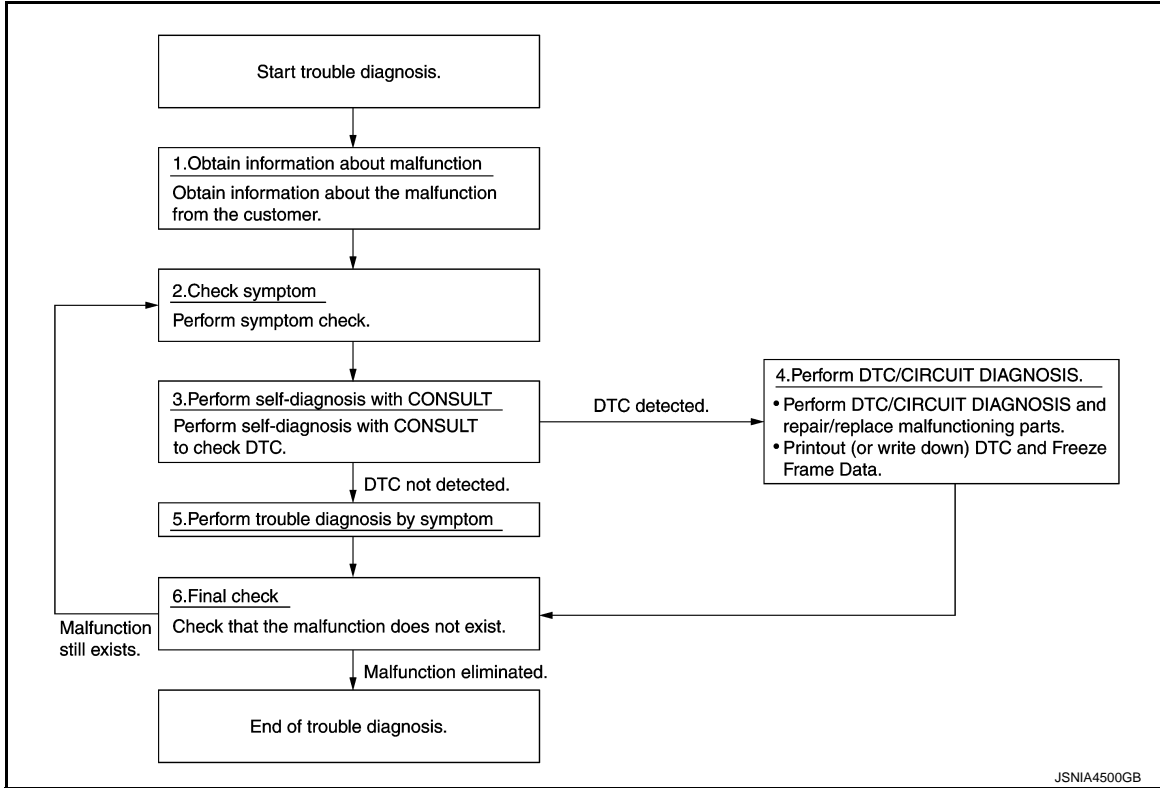 Start trouble diagnosis.
1.Obtain information about malfunction
Obtain information about the malfunction
from the customer.
2.Check symptom
Perform symptom check.
3.Perform self-diagnosis with CONSULT
Perform self-diagnosis with CONSULT
to check DTC.
DTC detected.
4.Perform DTC/CIRCUIT DIAGNOSIS.
• Perform DTC/CIRCUIT DIAGNOSIS and
repair/replace malfunctioning parts.
• Printout (or write down) DTC and Freeze
Frame Data.
DTC not detected.
5.Perform trouble diagnosis by symptom
6.Final check
Check that the malfunction does not exist.
Malfunction
still exists.
Malfunction eliminated.
End of trouble diagnosis.
JSNIA4500GB